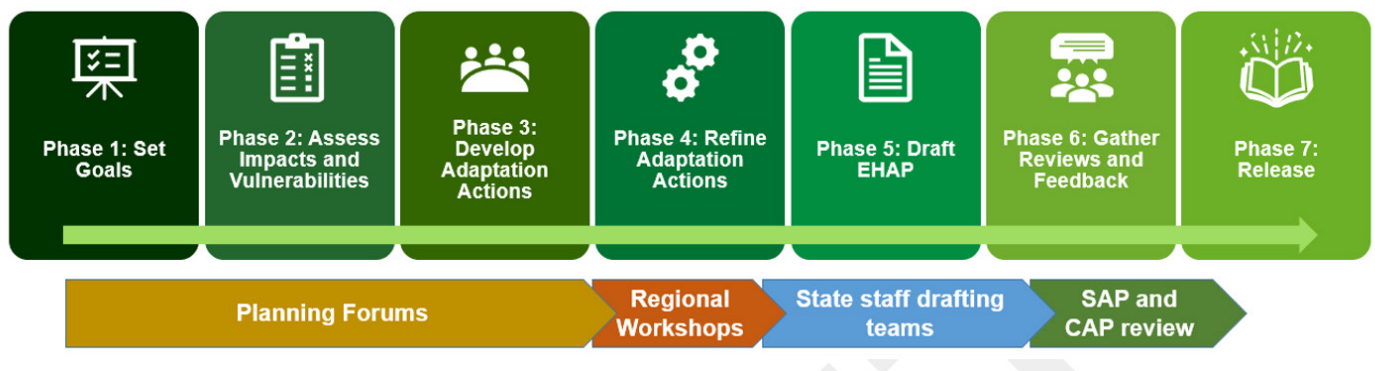 Phase 1: Set
Goals
Phase 2: Assess
Impacts and
Vulnerabilities
Phase 3:
Develop
Adaptation
Actions
Phase 4: Refine
Adaptation
Actions
Phase 5: Draft
EHAP
Phase 6: Gather
Reviews and
Feedback
Phase 7:
Release
Planning Forums
Regional
Workshops
State staff drafting
teams
SAP and
CAP review